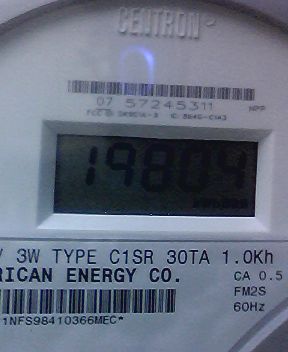 CENTRON
07 57245311
19804
V 3W TYPE C1SR 30TA 1.0Kh
RICAN ENERGY CO. CA 0.5
FM2S
1NFS98410366MEC* 60Hz